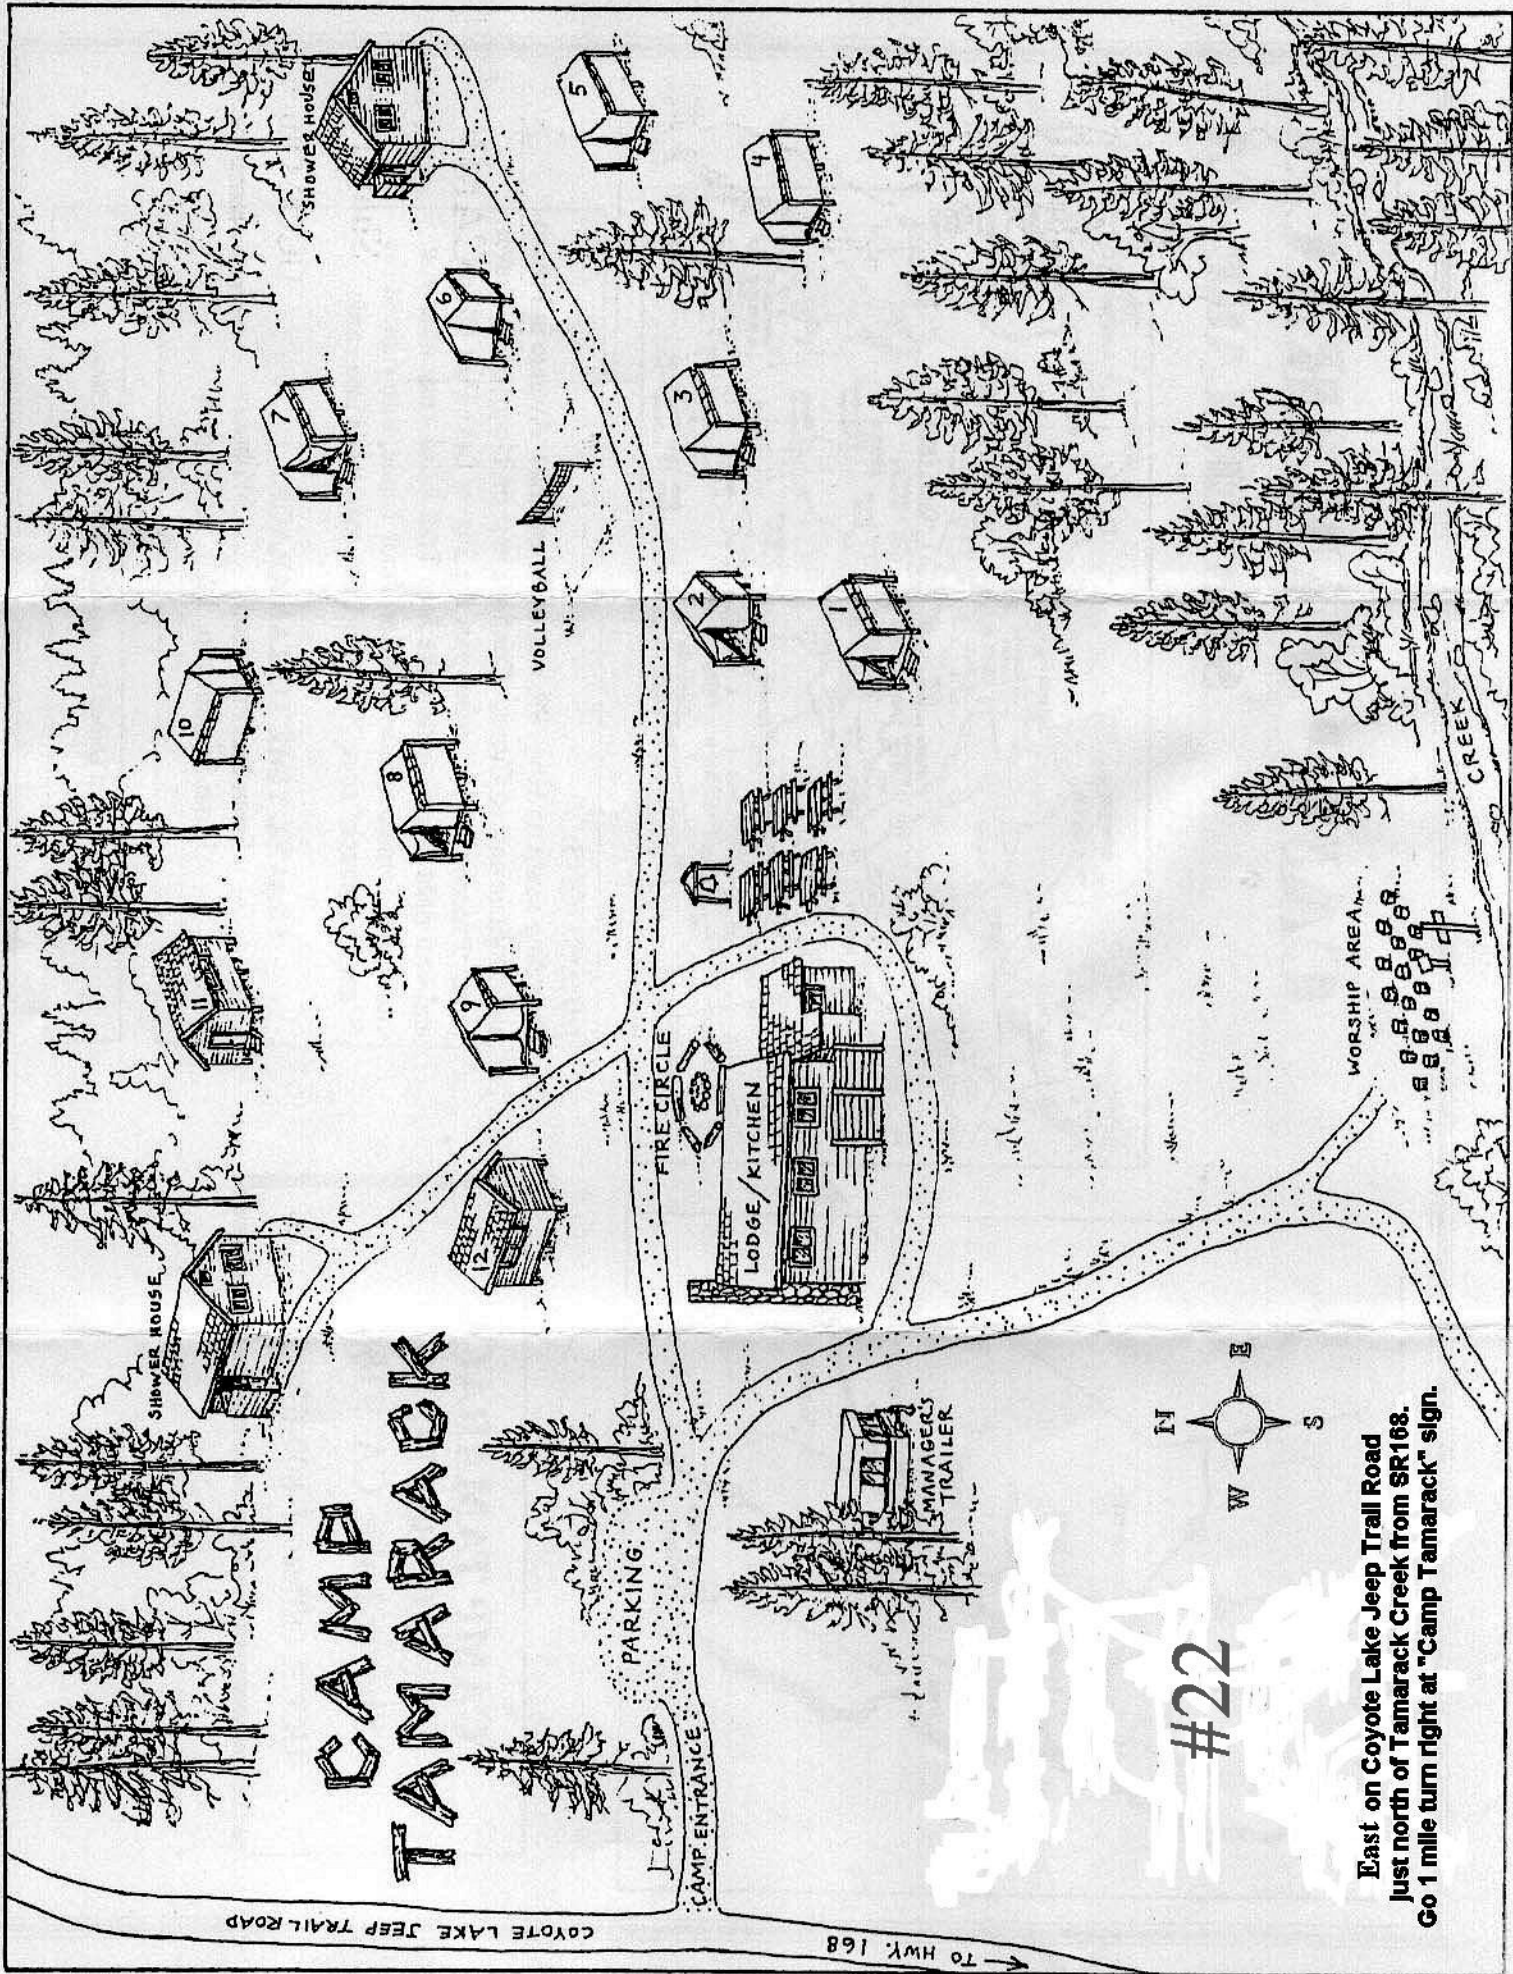 CAMP
TAMARACK
SHOWER HOUSE
SHOWER HOUSE
10
11
7
8
6
5
9
12
VOLLEYBALL
4
3
2
1
FIRE CIRCLE
LODGE/KITCHEN
PARKING
CAMP ENTRANCE
COYOTE LAKE JEEP TRAIL ROAD
TO HWY. 168
MANAGER'S
TRAILER
WORSHIP AREA
CREEK
N
W
E
S
#22
East on Coyote Lake Jeep Trail Road
just north of Tamarack Creek from SR168.
Go 1 mile turn right at "Camp Tamarack" sign.